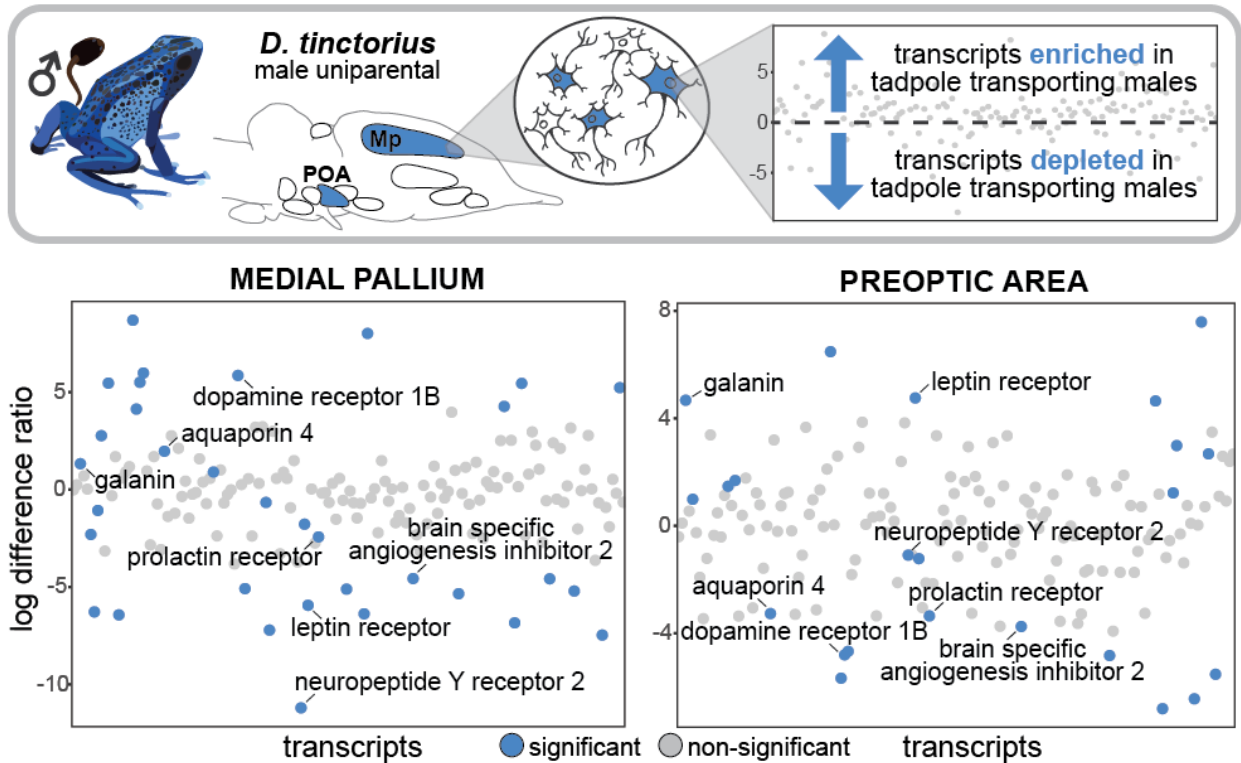 ♂
D. tinctorius
male uniparental
Mp
POA
5
0
-5
transcripts enriched in
tadpole transporting males
transcripts depleted in
tadpole transporting males
MEDIAL PALLIUM
log difference ratio
5
0
-5
-10
dopamine receptor 1B
aquaporin 4
galanin
prolactin receptor
brain specific
angiogenesis inhibitor 2
leptin receptor
neuropeptide Y receptor 2
transcripts
PREOPTIC AREA
8
4
0
-4
galanin
leptin receptor
neuropeptide Y receptor 2
aquaporin 4
prolactin receptor
dopamine receptor 1B
brain specific
angiogenesis inhibitor 2
transcripts
significant
non-significant